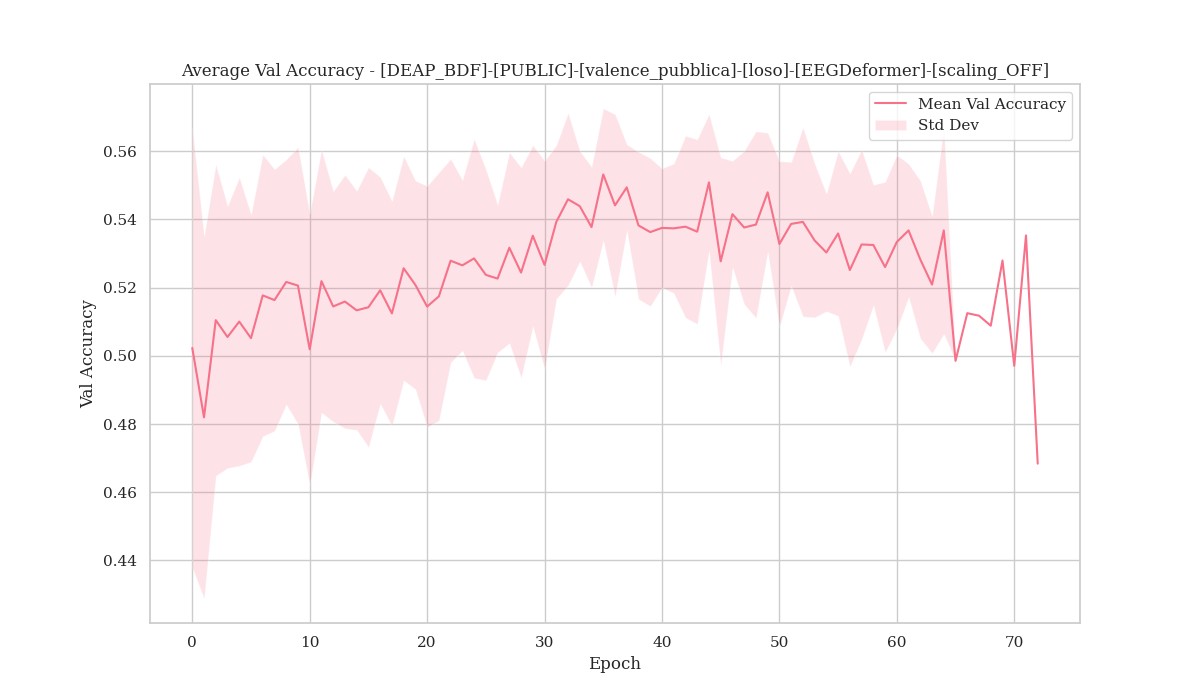 Average Val Accuracy - [DEAP_BDF]-[PUBLIC]-[valence_pubblica]-[loso]-[EEGDeformer]-[scaling_OFF]
Mean Val Accuracy
Std Dev
Val Accuracy
0.56
0.54
0.52
0.50
0.48
0.46
0.44
0 10 20 30 40 50 60 70
Epoch